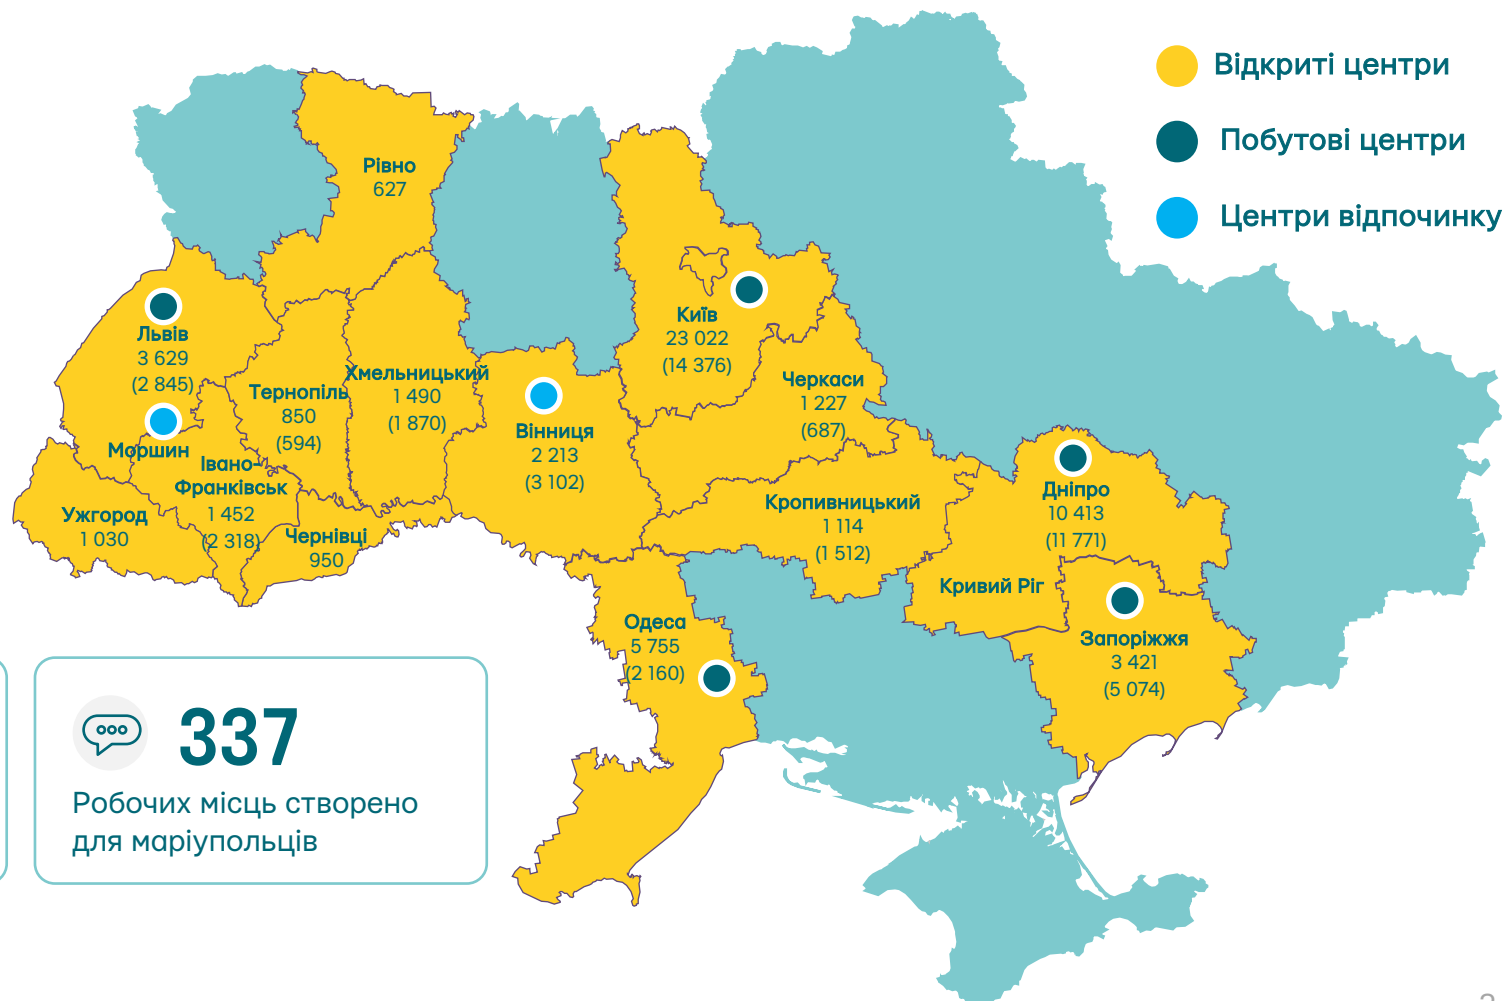 Відкриті центри
Побутові центри
Центри відпочинку
Рівно
627
Львів
3 629
(2 845)
Моршин
Тернопіль
850
(594)
Хмельницький
1 490
(1 870)
Вінниця
2 213
(3 102)
Київ
23 022
(14 376)
Черкаси
1 227
(687)
Івано-
Франківськ
1 452
(2 318)
Ужгород
1 030
Чернівці
950
Кропивницький
1 114
(1 512)
Дніпро
10 413
(11 771)
Кривий Ріг
Запоріжжя
3 421
(5 074)
Одеса
5 755
(2 160)
337
Робочих місць створено
для маріупольців